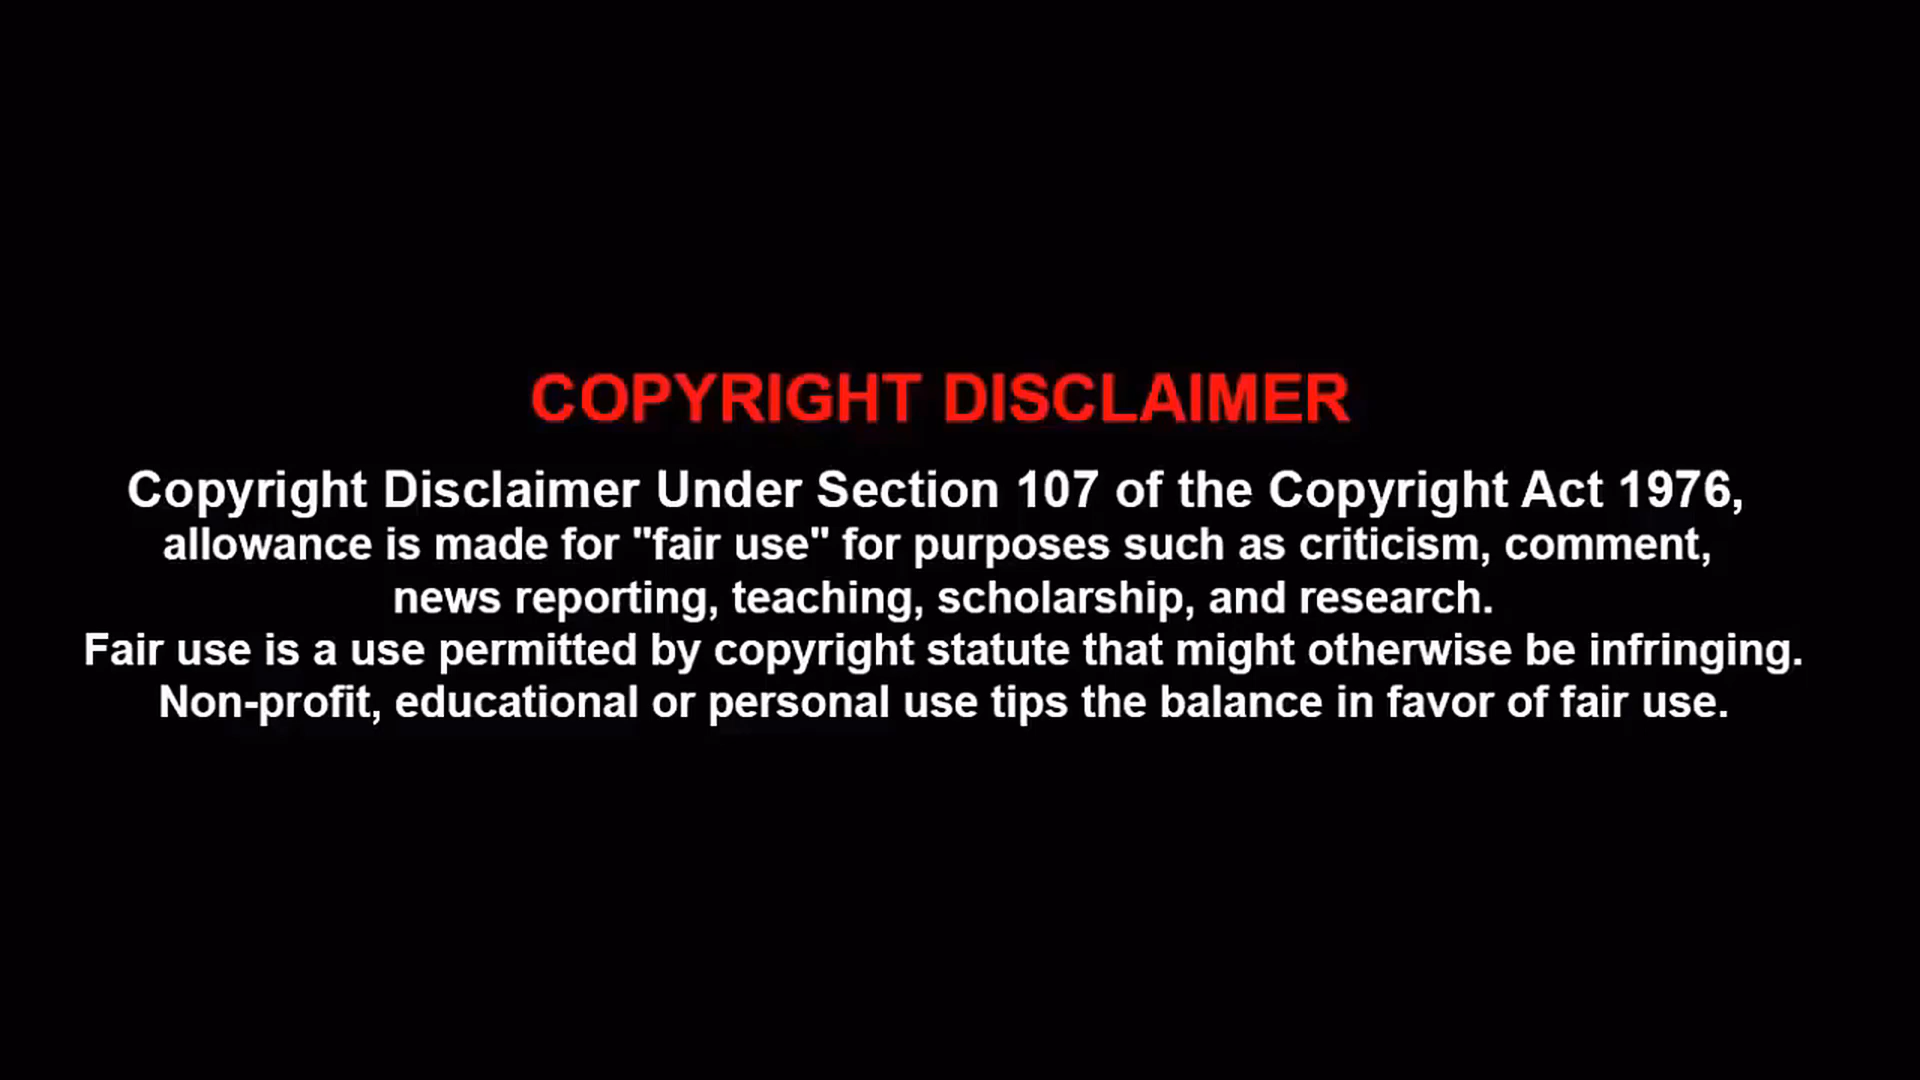 COPYRIGHT DISCLAIMER
Copyright Disclaimer Under Section 107 of the Copyright Act 1976,
allowance is made for "fair use" for purposes such as criticism, comment,
news reporting, teaching, scholarship, and research.
Fair use is a use permitted by copyright statute that might otherwise be infringing.
Non-profit, educational or personal use tips the balance in favor of fair use.